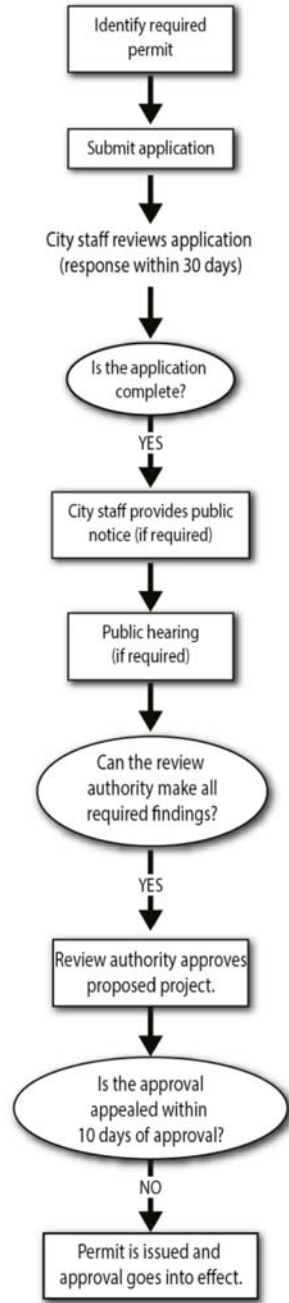 Identify required
permit
Submit application
City staff reviews application
(response within 30 days)
Is the application
complete?
YES
City staff provides public
notice (if required)
Public hearing
(if required)
Can the review
authority make all
required findings?
YES
Review authority approves
proposed project.
Is the approval
appealed within
10 days of approval?
NO
Permit is issued and
approval goes into effect.